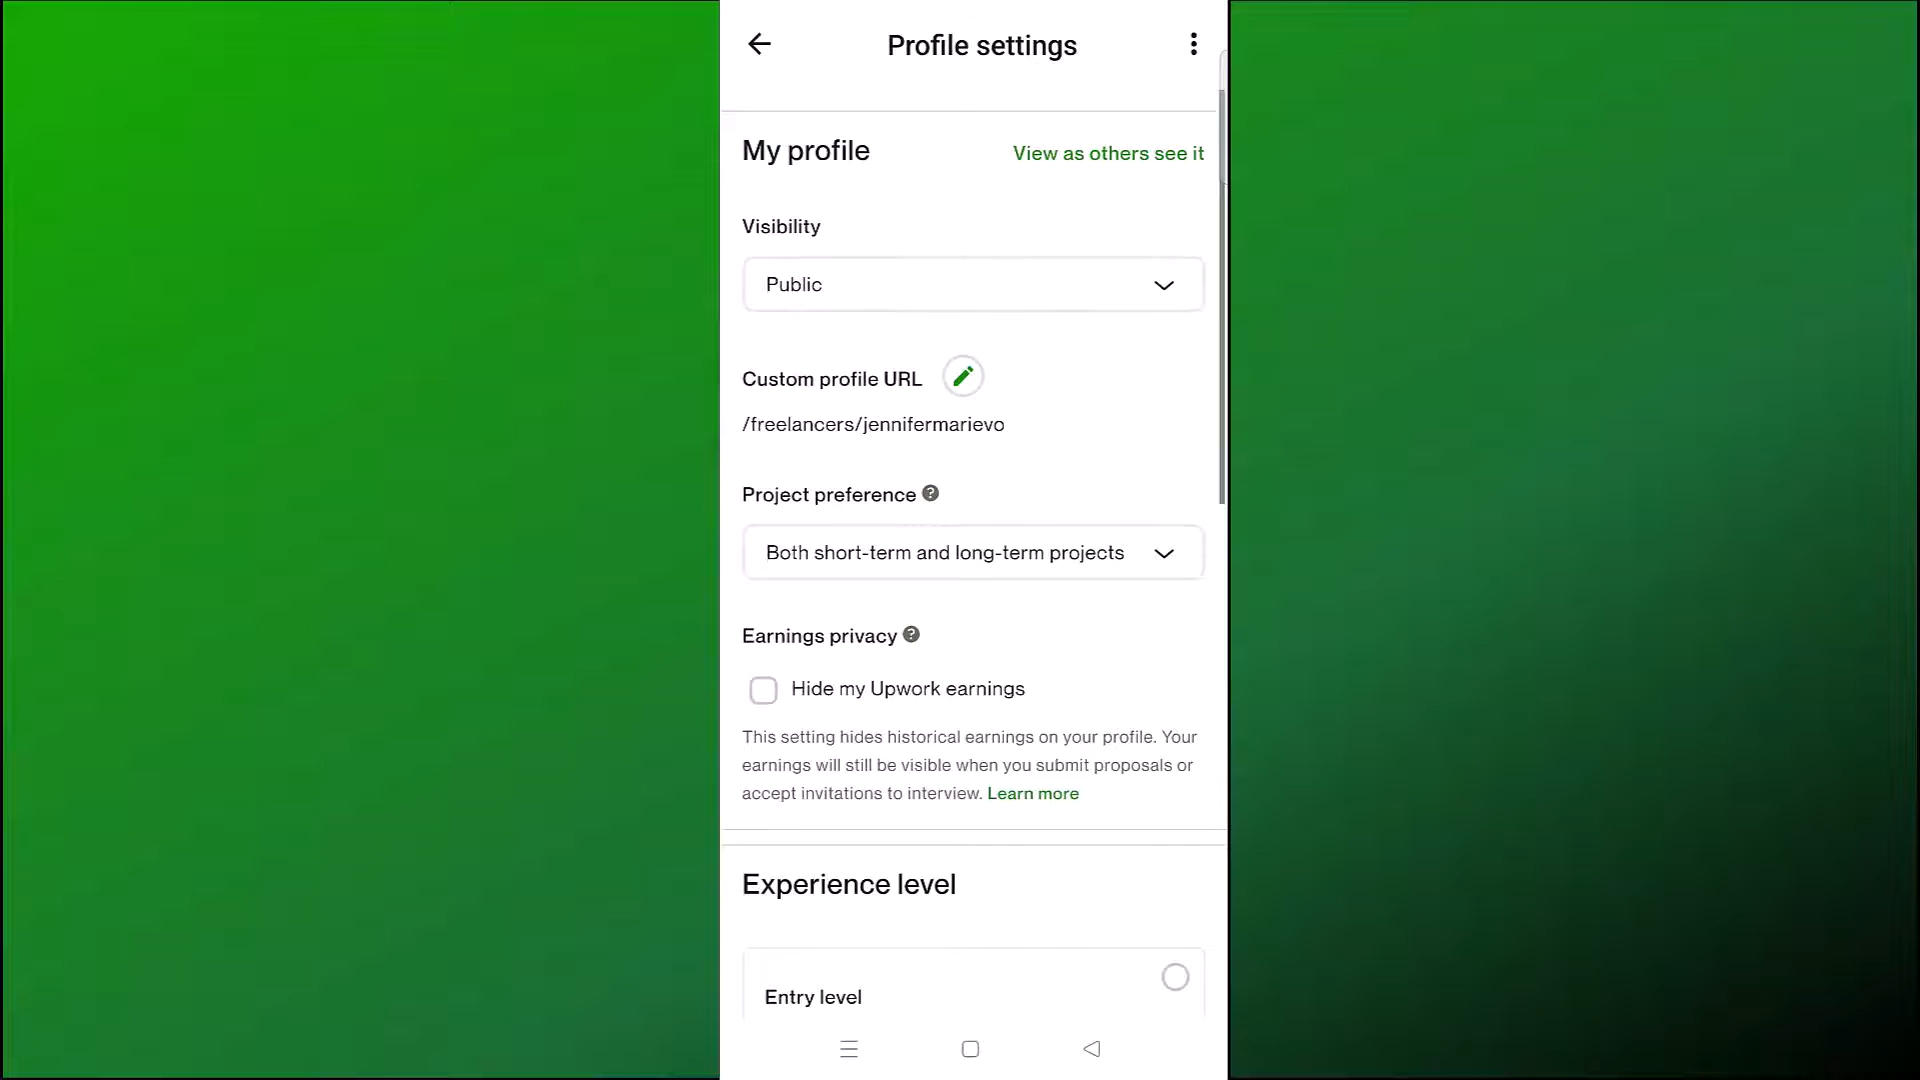 Profile settings
My profile
View as others see it
Visibility
Public
Custom profile URL
/freelancers/jennifermarievo
Project preference ?
Both short-term and long-term projects
Earnings privacy ?
Hide my Upwork earnings
This setting hides historical earnings on your profile. Your
earnings will still be visible when you submit proposals or
accept invitations to interview. Learn more
Experience level
Entry level